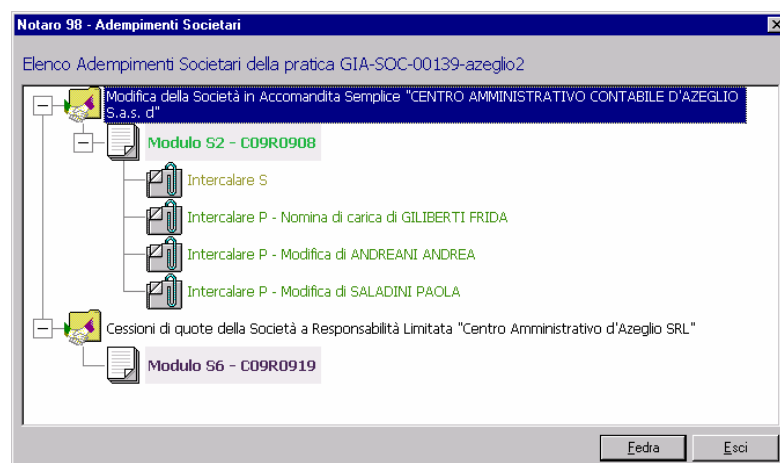 Notaro 98 - Adempimenti Societari
Elenco Adempimenti Societari della pratica GIA-SOC-00139-azeglio2
Modifica della Società in Accomandita Semplice "CENTRO AMMINISTRATIVO CONTABILE D'AZEGLIO
S.a.s. d"
Modulo S2 - C09R0908
Intercalare S
Intercalare P - Nomina di carica di GILIBERTI FRIDA
Intercalare P - Modifica di ANDREANI ANDREA
Intercalare P - Modifica di SALADINI PAOLA
Cessioni di quote della Società a Responsabilità Limitata "Centro Amministrativo d'Azeglio SRL"
Modulo S6 - C09R0919
Fedra Esci